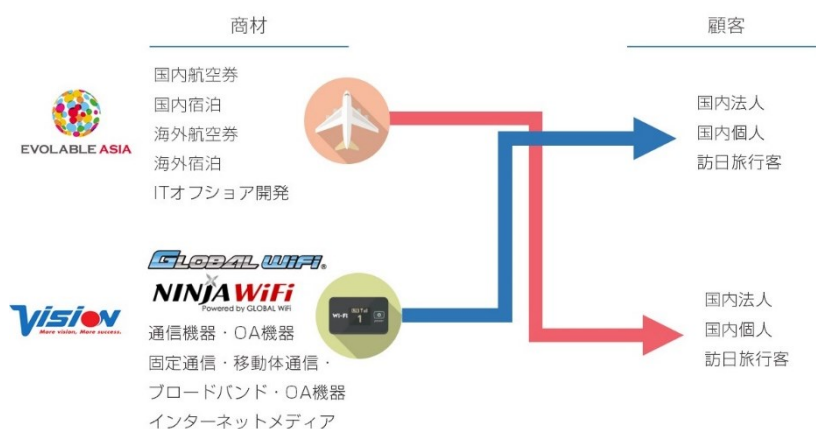 商材
顧客
EVOLABLE ASIA
国内航空券
国内宿泊
海外航空券
海外宿泊
ITオフショア開発
国内法人
国内個人
訪日旅行客
VISION
More vision, More success.
GLOBAL WiFi®
×
NINJA WiFi
Powered by GLOBAL WiFi
通信機器・OA機器
固定通信・移動体通信・
ブロードバンド・OA機器
インターネットメディア
Wi-Fi
1
国内法人
国内個人
訪日旅行客